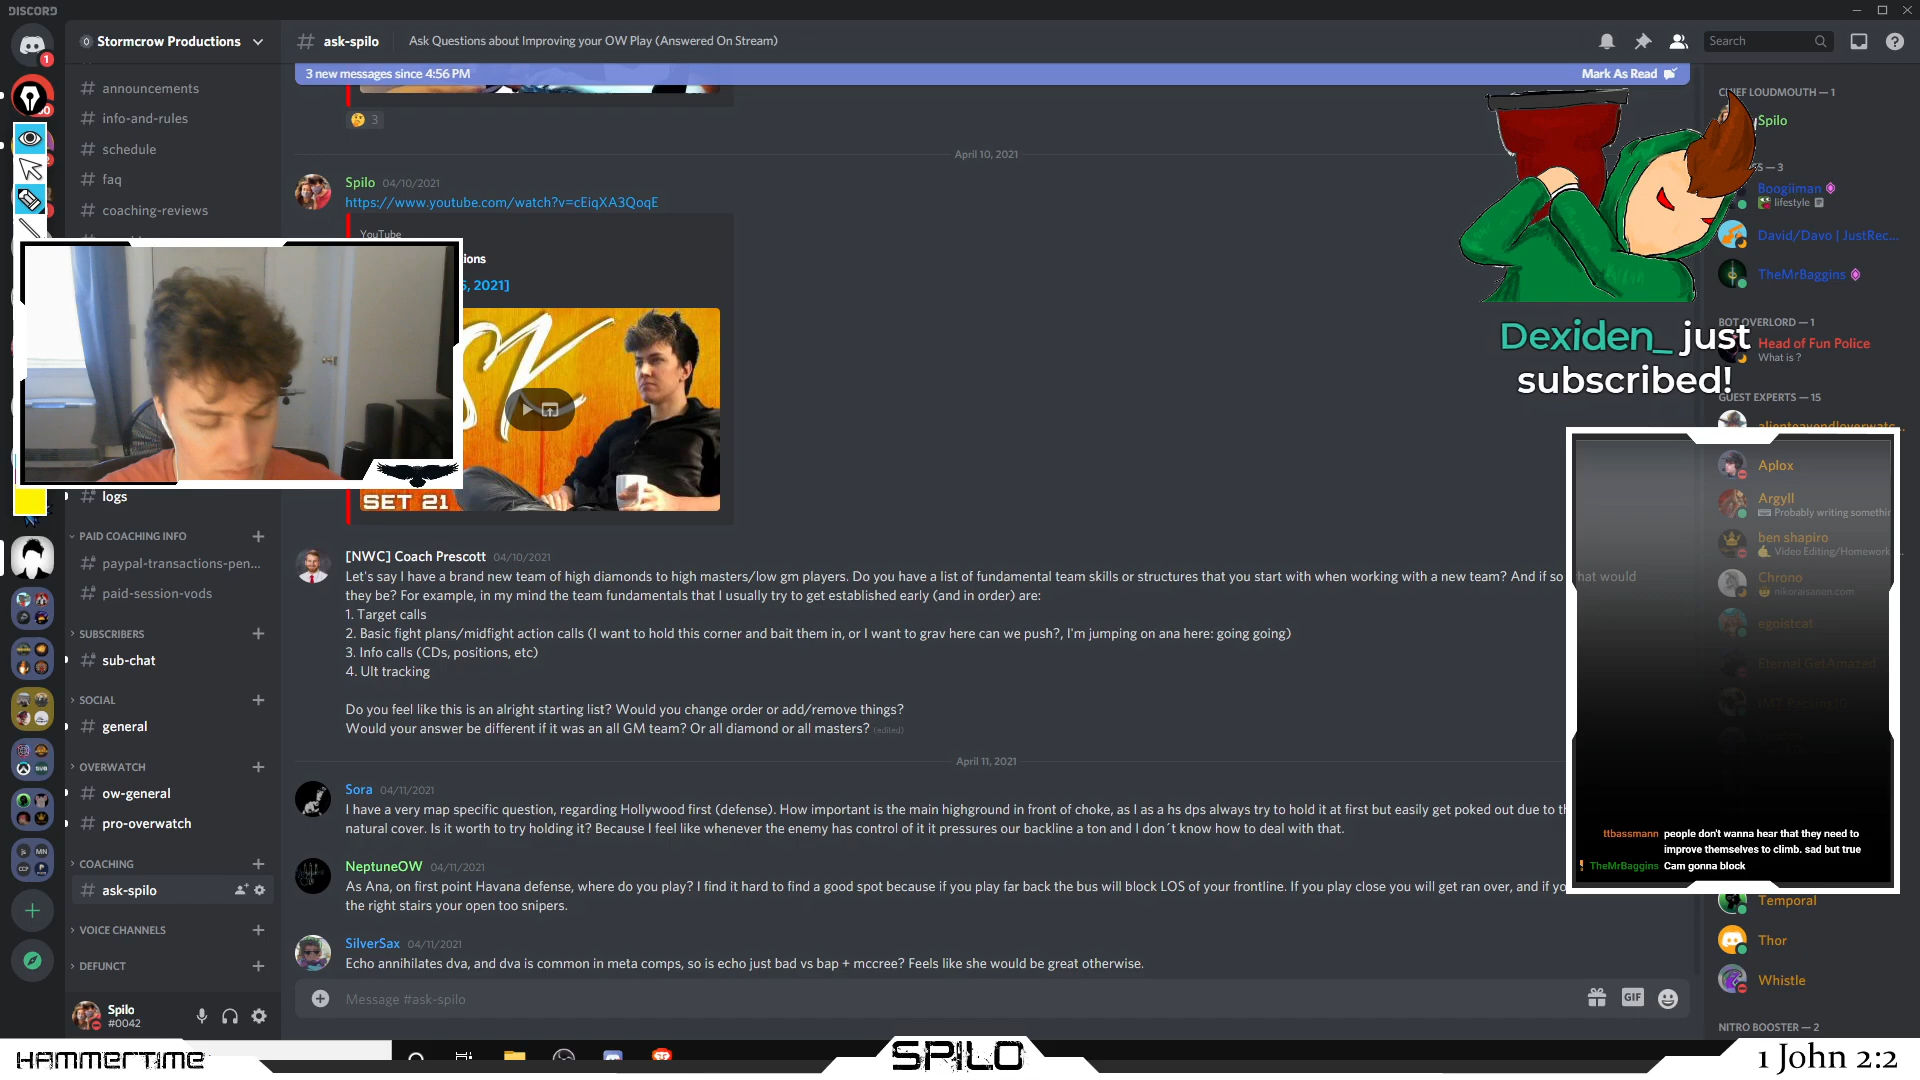 DISCORD
Stormcrow Productions
ask-spilo
Ask Questions about Improving your OW Play (Answered On Stream)
Search
3 new messages since 4:56 PM
Mark As Read
announcements
info-and-rules
schedule
faq
coaching-reviews
logs
PAID COACHING INFO
paypal-transactions-pen...
paid-session-vods
SUBSCRIBERS
sub-chat
SOCIAL
general
OVERWATCH
ow-general
pro-overwatch
COACHING
ask-spilo
VOICE CHANNELS
DEFUNCT
Spilo
#0042
3
April 10, 2021
Spilo 04/10/2021
https://www.youtube.com/watch?v=cEiqXA3QoqE
YouTube
ions
, 2021]
SET 21
[NWC] Coach Prescott 04/10/2021
Let's say I have a brand new team of high diamonds to high masters/low gm players. Do you have a list of fundamental team skills or structures that you start with when working with a new team? And if so hat would
they be? For example, in my mind the team fundamentals that I usually try to get established early (and in order) are:
1. Target calls
2. Basic fight plans/midfight action calls (I want to hold this corner and bait them in, or I want to grav here can we push?, I'm jumping on ana here: going going)
3. Info calls (CDs, positions, etc)
4. Ult tracking
Do you feel like this is an alright starting list? Would you change order or add/remove things?
Would your answer be different if it was an all GM team? Or all diamond or all masters? (edited)
April 11, 2021
Sora 04/11/2021
I have a very map specific question, regarding Hollywood first (defense). How important is the main highground in front of choke, as I as a hs dps always try to hold it at first but easily get poked out due to th
natural cover. Is it worth to try holding it? Because I feel like whenever the enemy has control of it it pressures our backline a ton and I don´t know how to deal with that.
NeptuneOW 04/11/2021
As Ana, on first point Havana defense, where do you play? I find it hard to find a good spot because if you play far back the bus will block LOS of your frontline. If you play close you will get ran over, and if yo
the right stairs your open too snipers.
SilverSax 04/11/2021
Echo annihilates dva, and dva is common in meta comps, so is echo just bad vs bap + mccree? Feels like she would be great otherwise.
Message #ask-spilo
GIF
CHIEF LOUDMOUTH — 1
Spilo
SS — 3
Boogiiman
lifestyle
David/Davo | JustRec...
TheMrBaggins
BOT OVERLORD — 1
Head of Fun Police
What is ?
Dexiden_ just
subscribed!
GUEST EXPERTS — 15
Aplox
Argyll
Probably writing somethin
ben shapiro
Video Editing/Homework
Chrono
nikoraisanen.com
egoistcat
Eternal GetAmazed
ttbassmann people don't wanna hear that they need to
improve themselves to climb. sad but true
TheMrBaggins Cam gonna block
Temporal
Thor
Whistle
NITRO BOOSTER — 2
HAMMERTIME
SPILO
1 John 2:2